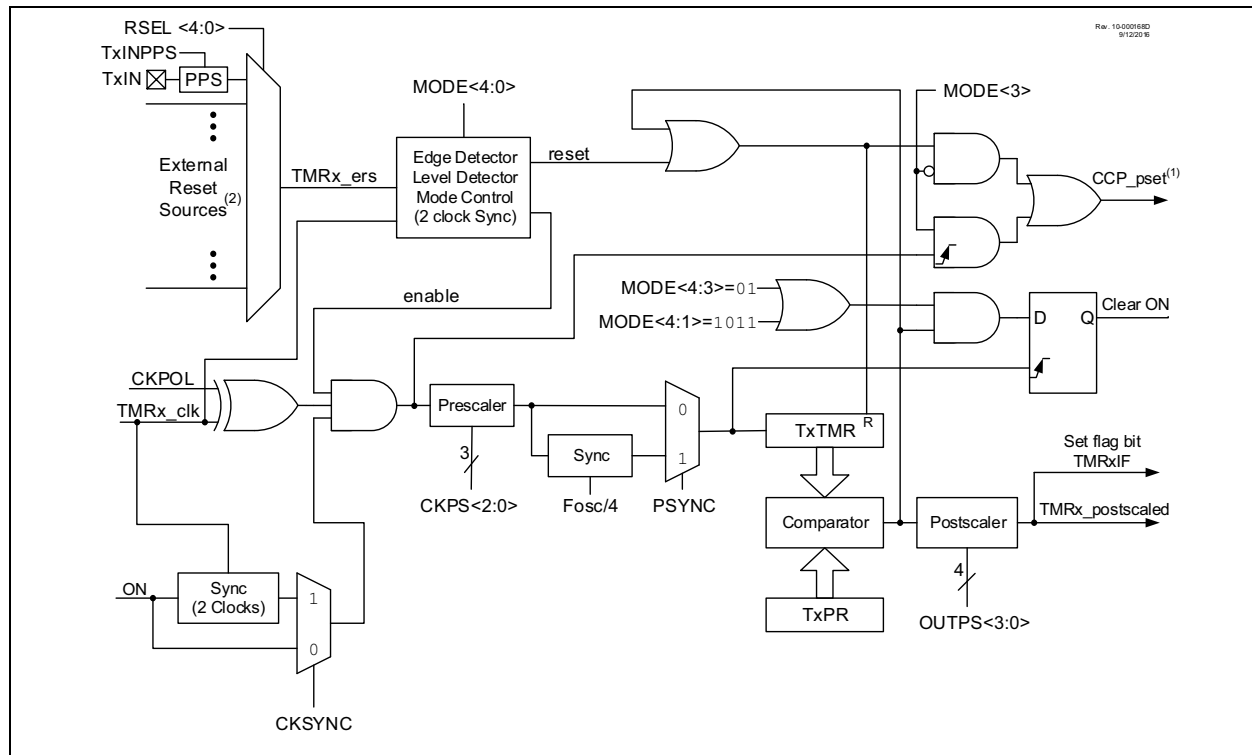 Rev. 10-000168D
9/12/2016
RSEL <4:0>
TxINPPS
TxIN
PPS
External
Reset
Sources(2)
TMRx_ers
MODE<4:0>
Edge Detector
Level Detector
Mode Control
(2 clock Sync)
reset
enable
MODE<3>
CCP_pset(1)
MODE<4:3>=01
MODE<4:1>=1011
D
Q
Clear ON
CKPOL
TMRx_clk
Prescaler
3
CKPS<2:0>
Sync
Fosc/4
0
1
PSYNC
TxTMR
R
Comparator
TxPR
Postscaler
4
OUTPS<3:0>
Set flag bit
TMRxIF
TMRx_postscaled
ON
Sync
(2 Clocks)
1
0
CKSYNC